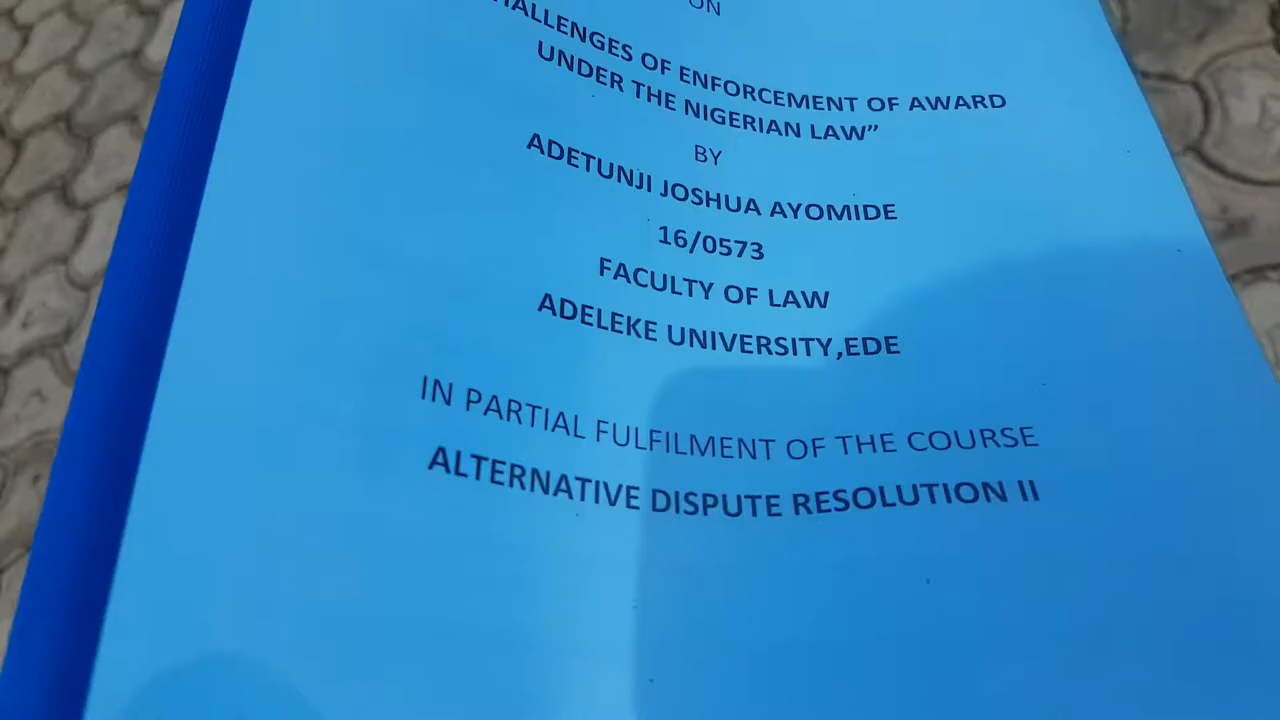 ON
CHALLENGES OF ENFORCEMENT OF AWARD
UNDER THE NIGERIAN LAW”
BY
ADETUNJI JOSHUA AYOMIDE
16/0573
FACULTY OF LAW
ADELEKE UNIVERSITY,EDE
IN PARTIAL FULFILMENT OF THE COURSE
ALTERNATIVE DISPUTE RESOLUTION II